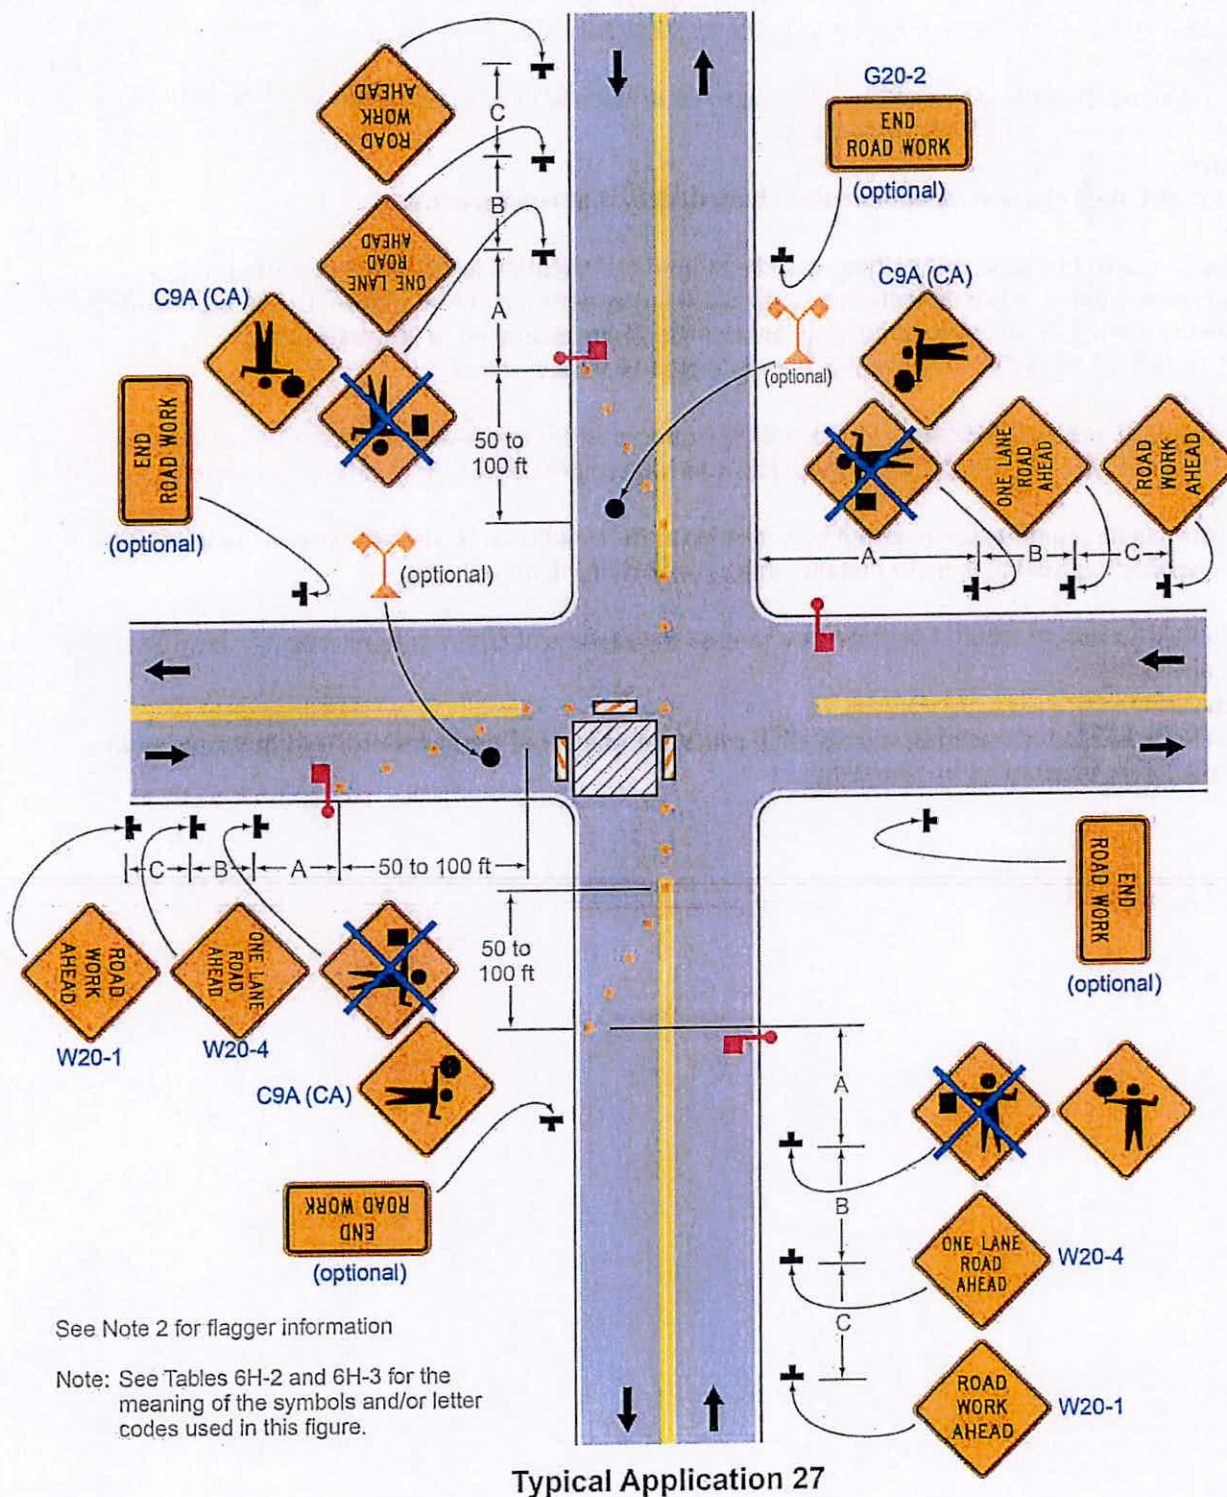 ROAD
WORK
AHEAD
C
B
A
G20-2
END
ROAD WORK
(optional)
ONE LANE
ROAD
AHEAD
C9A (CA)
C9A (CA)
END
ROAD WORK
(optional)
(optional)
50 to
100 ft
(optional)
ONE LANE
ROAD
AHEAD
ROAD
WORK
AHEAD
A
B
C
C
B
A
50 to 100 ft
END
ROAD WORK
(optional)
ROAD
WORK
AHEAD
W20-1
ONE LANE
ROAD
AHEAD
W20-4
50 to
100 ft
C9A (CA)
A
B
C
END
ROAD WORK
(optional)
ONE LANE
ROAD
AHEAD
W20-4
ROAD
WORK
AHEAD
W20-1
See Note 2 for flagger information
Note: See Tables 6H-2 and 6H-3 for the
meaning of the symbols and/or letter
codes used in this figure.
Typical Application 27